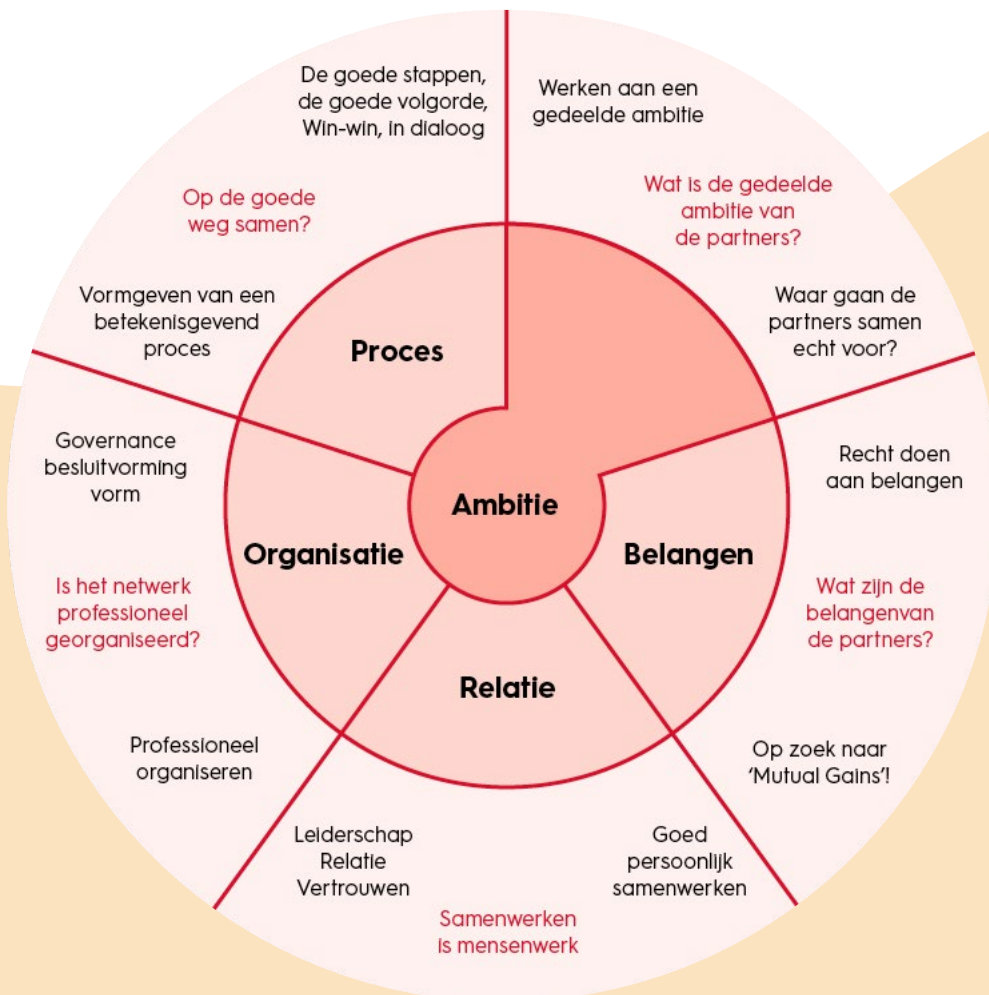 De goede stappen,
de goede volgorde,
Win-win, in dialoog
Op de goede
weg samen?
Vormgeven van een
betekenisgevend
proces
Proces
Werken aan een
gedeelde ambitie
Wat is de gedeelde
ambitie van
de partners?
Waar gaan de
partners samen
echt voor?
Ambitie
Recht doen
aan belangen
Wat zijn de
belangenvan
de partners?
Op zoek naar
‘Mutual Gains’!
Belangen
Relatie
Goed
persoonlijk
samenwerken
Samenwerken
is mensenwerk
Leiderschap
Relatie
Vertrouwen
Organisatie
Governance
besluitvorming
vorm
Is het netwerk
professioneel
georganiseerd?
Professioneel
organiseren